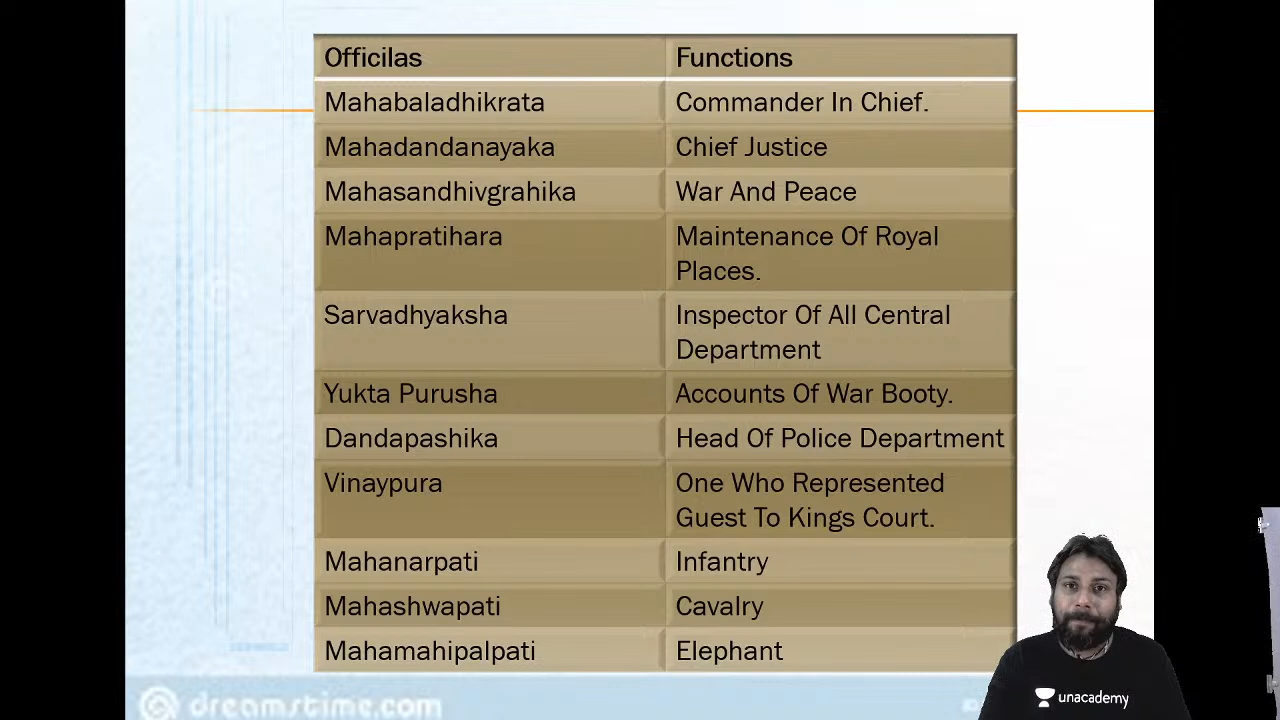 Officilas Functions
Mahabaladhikrata Commander In Chief.
Mahadandanayaka Chief Justice
Mahasandhivgrahika War And Peace
Mahapratihara Maintenance Of Royal
Places.
Sarvadhyaksha Inspector Of All Central
Department
Yukta Purusha Accounts Of War Booty.
Dandapashika Head Of Police Department
Vinaypura One Who Represented
Guest To Kings Court.
Mahanarpati Infantry
Mahashwapati Cavalry
Mahamahipalpati Elephant
unacademy
dreamstime.com